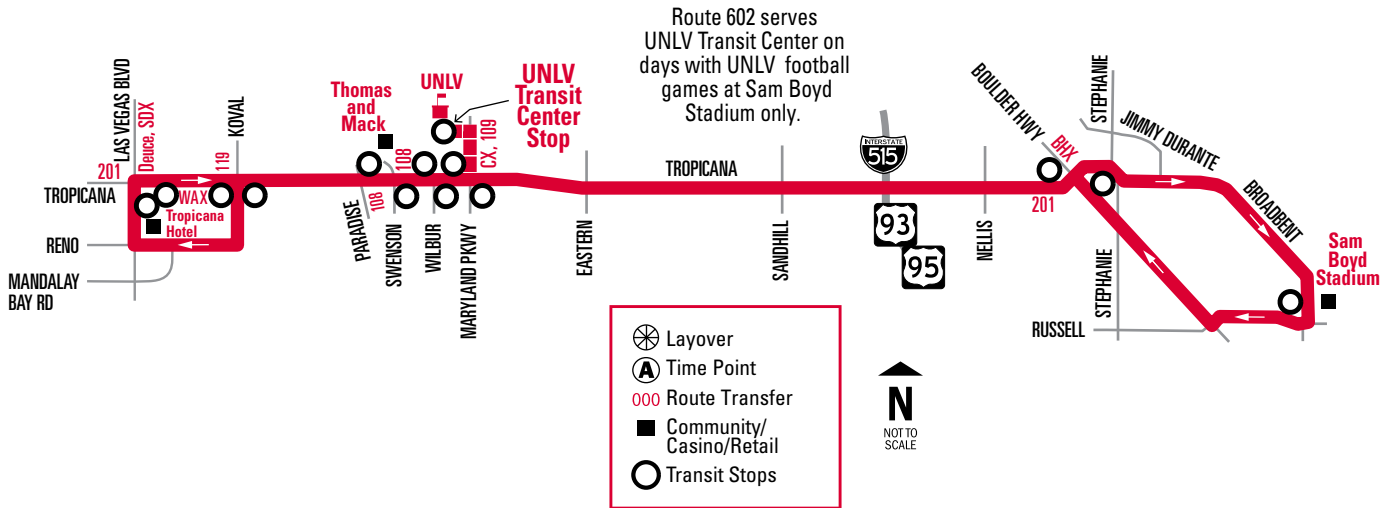 Route 602 serves
UNLV Transit Center on
days with UNLV football
games at Sam Boyd
Stadium only.
LAS VEGAS BLVD
Deuce, SDX
KOVAL
119
201
TROPICANA
WAX
Tropicana
Hotel
RENO
MANDALAY
BAY RD
Thomas
and
Mack
UNLV
UNLV
Transit
Center
Stop
108
CX, 109
108
PARADISE
SWENSON
WILBUR
MARYLAND PKWY
EASTERN
TROPICANA
SANDHILL
INTERSTATE
515
93
95
NELLIS
201
BOULDER HWY
BHX
STEPHANIE
JIMMY DURANTE
BROADBENT
Sam
Boyd
Stadium
STEPHANIE
RUSSELL
Layover
A Time Point
000 Route Transfer
Community/
Casino/Retail
Transit Stops
N
NOT TO
SCALE